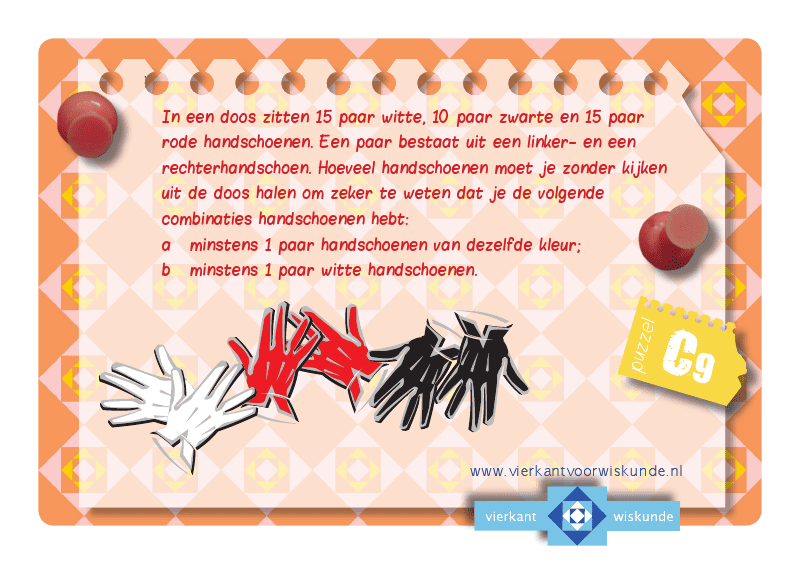 In een doos zitten 15 paar witte, 10 paar zwarte en 15 paar
rode handschoenen. Een paar bestaat uit een linker- en een
rechterhandschoen. Hoeveel handschoenen moet je zonder kijken
uit de doos halen om zeker te weten dat je de volgende
combinaties handschoenen hebt:
a minstens 1 paar handschoenen van dezelfde kleur;
b minstens 1 paar witte handschoenen.
puzzel
C9
www.vierkantvoorwiskunde.nl
vierkant wiskunde